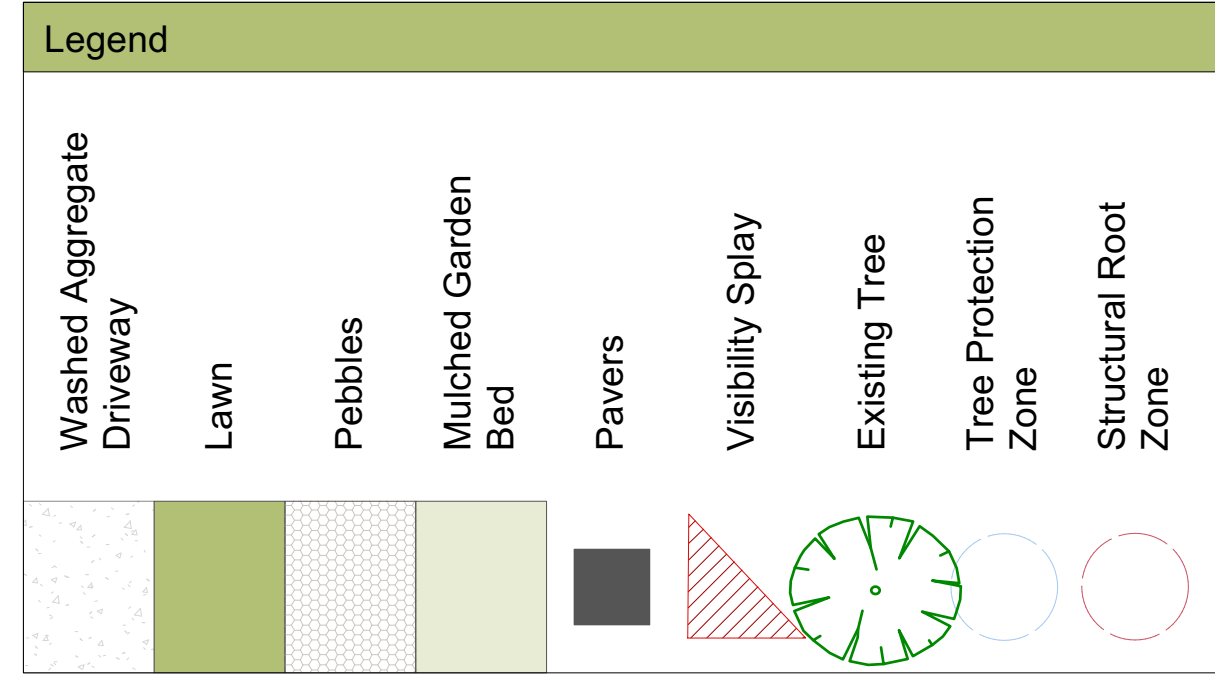 Legend
Washed Aggregate
Driveway
Lawn
Pebbles
Mulched Garden
Bed
Pavers
Visibility Splay
Existing Tree
Tree Protection
Zone
Structural Root
Zone